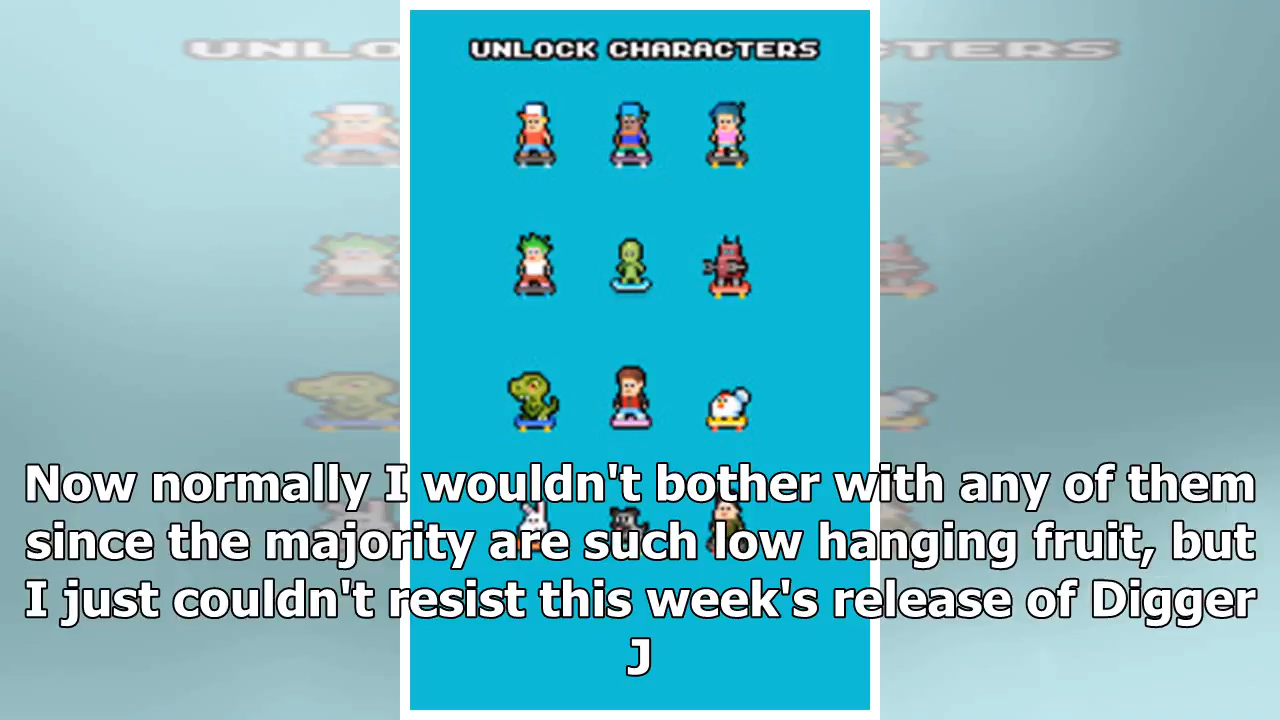 UNLOCK CHARACTERS
Now normally I wouldn't bother with any of them
since the majority are such low hanging fruit, but
I just couldn't resist this week's release of Digger
J